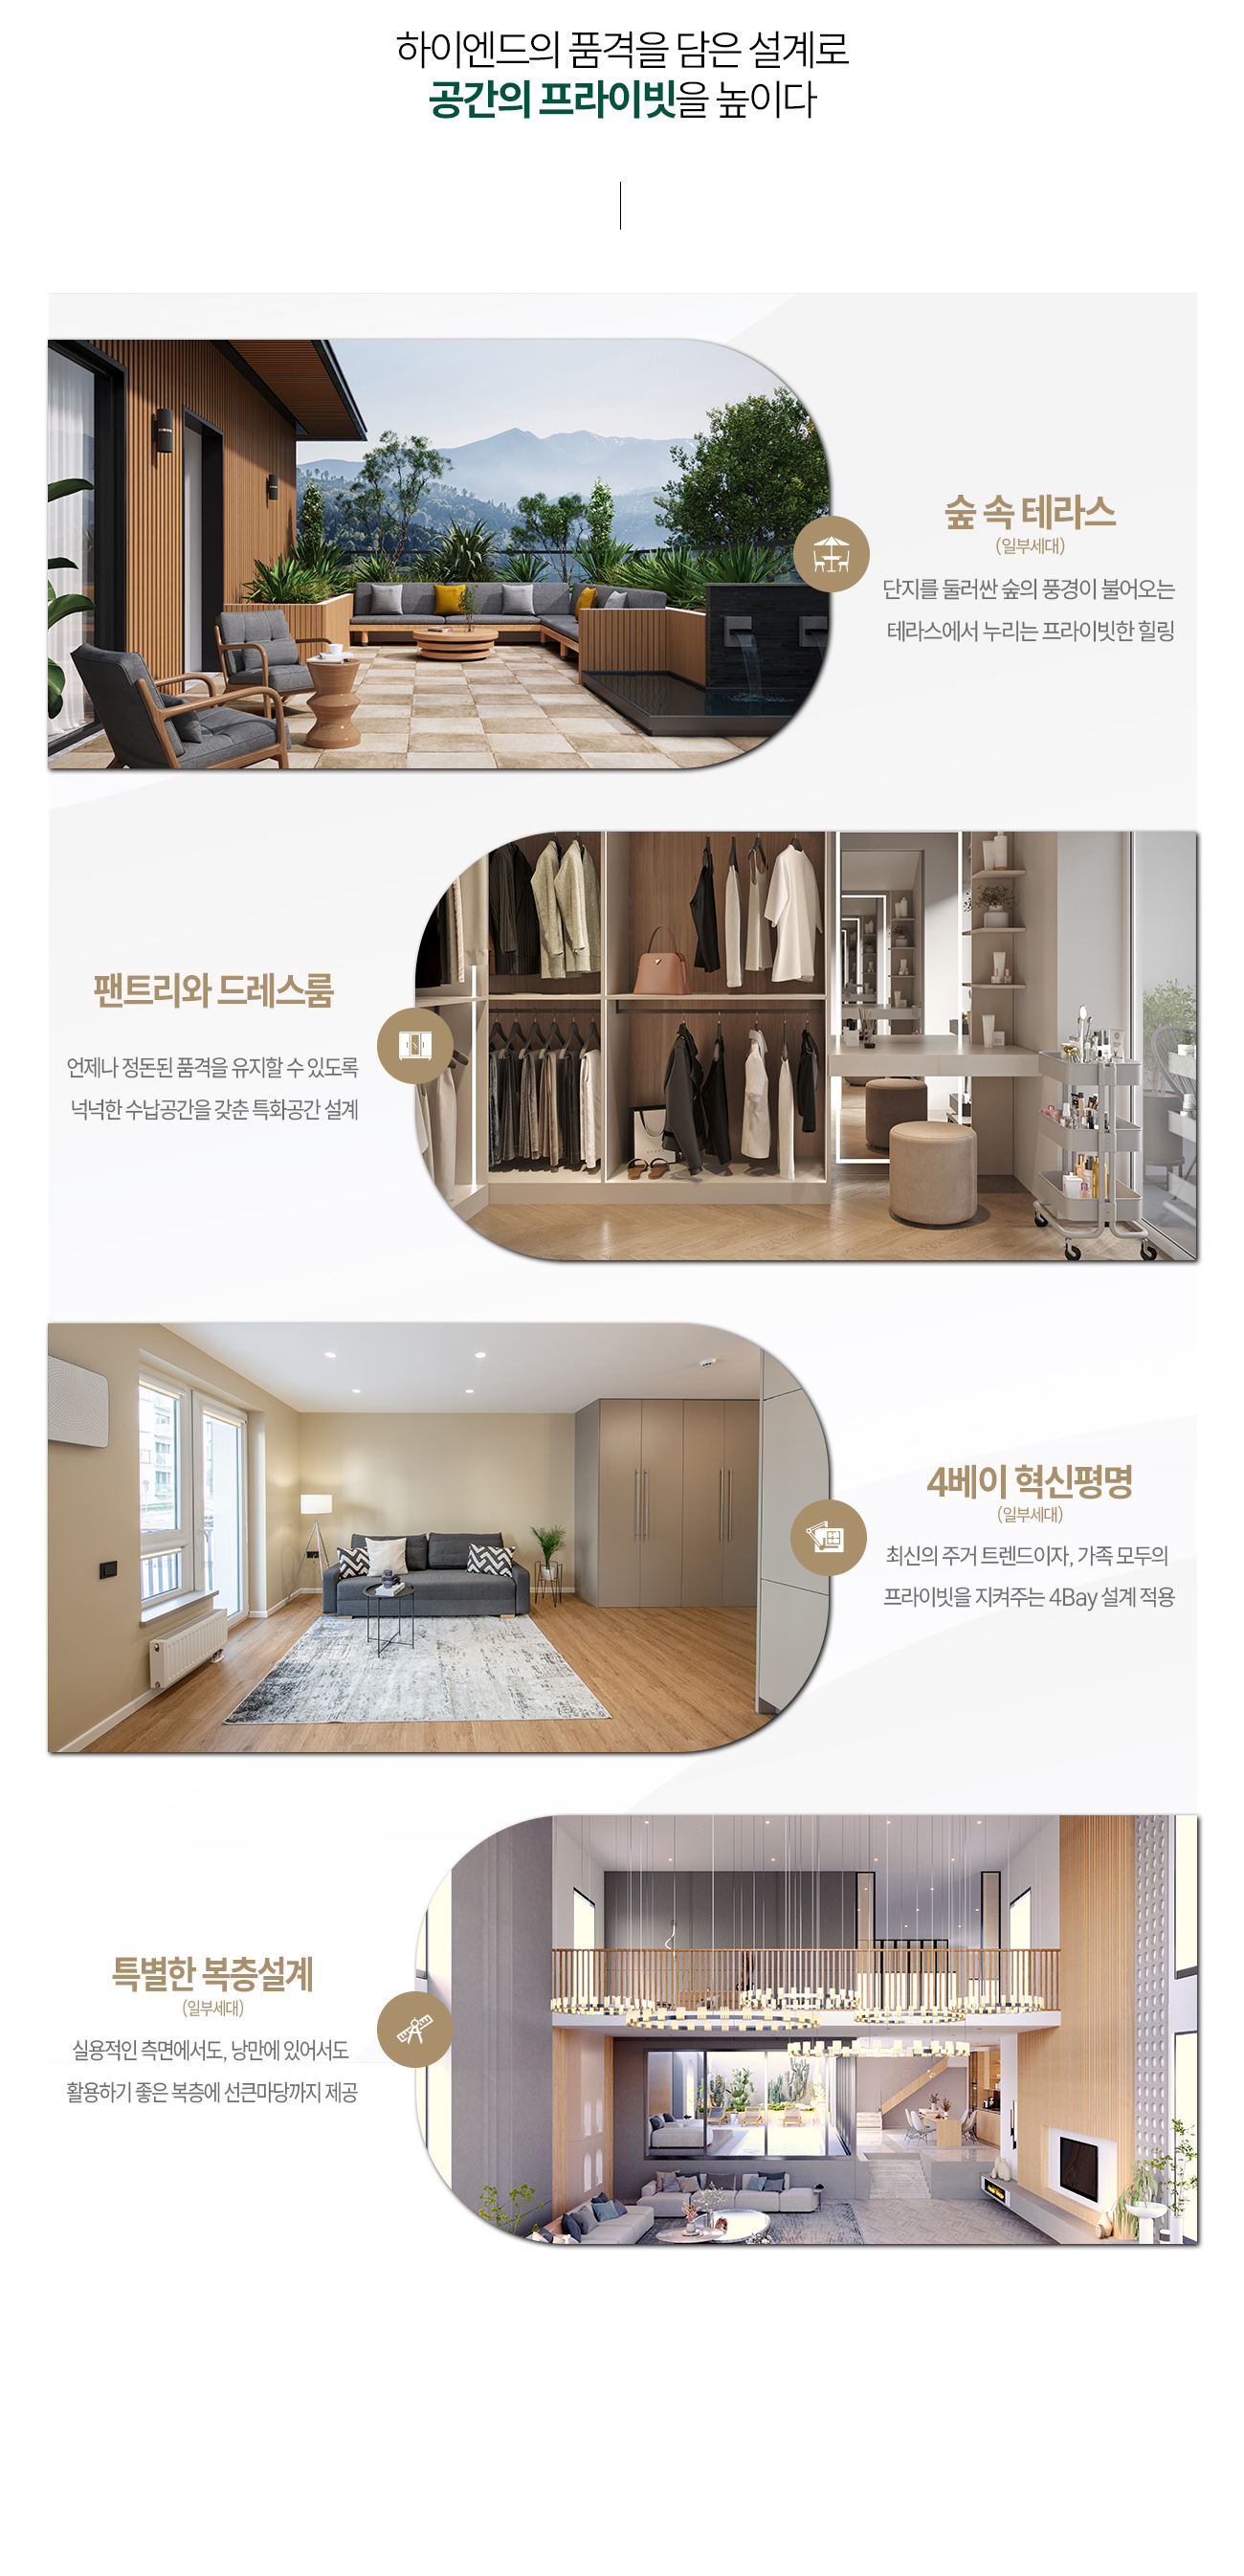 하이엔드의 품격을 담은 설계로
공간의 프라이빗을 높이다
숲 속 테라스
(일부세대)
단지를 둘러싼 숲의 풍경이 불어오는
테라스에서 누리는 프라이빗한 힐링
팬트리와 드레스룸
언제나 정돈된 품격을 유지할 수 있도록
넉넉한 수납공간을 갖춘 특화공간 설계
4베이 혁신평명
(일부세대)
최신의 주거 트렌드이자, 가족 모두의
프라이빗을 지켜주는 4Bay 설계 적용
특별한 복층설계
(일부세대)
실용적인 측면에서도, 낭만에 있어서도
활용하기 좋은 복층에 선큰마당까지 제공